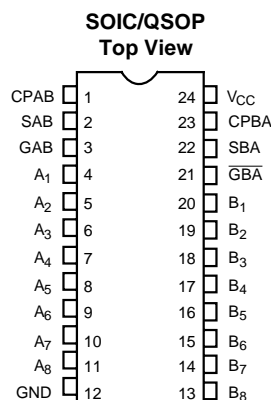 SOIC/QSOP
Top View
CPAB 1 24 V_CC
SAB 2 23 CPBA
GAB 3 22 SBA
A₁ 4 21 G̅B̅A̅
A₂ 5 20 B₁
A₃ 6 19 B₂
A₄ 7 18 B₃
A₅ 8 17 B₄
A₆ 9 16 B₅
A₇ 10 15 B₆
A₈ 11 14 B₇
GND 12 13 B₈